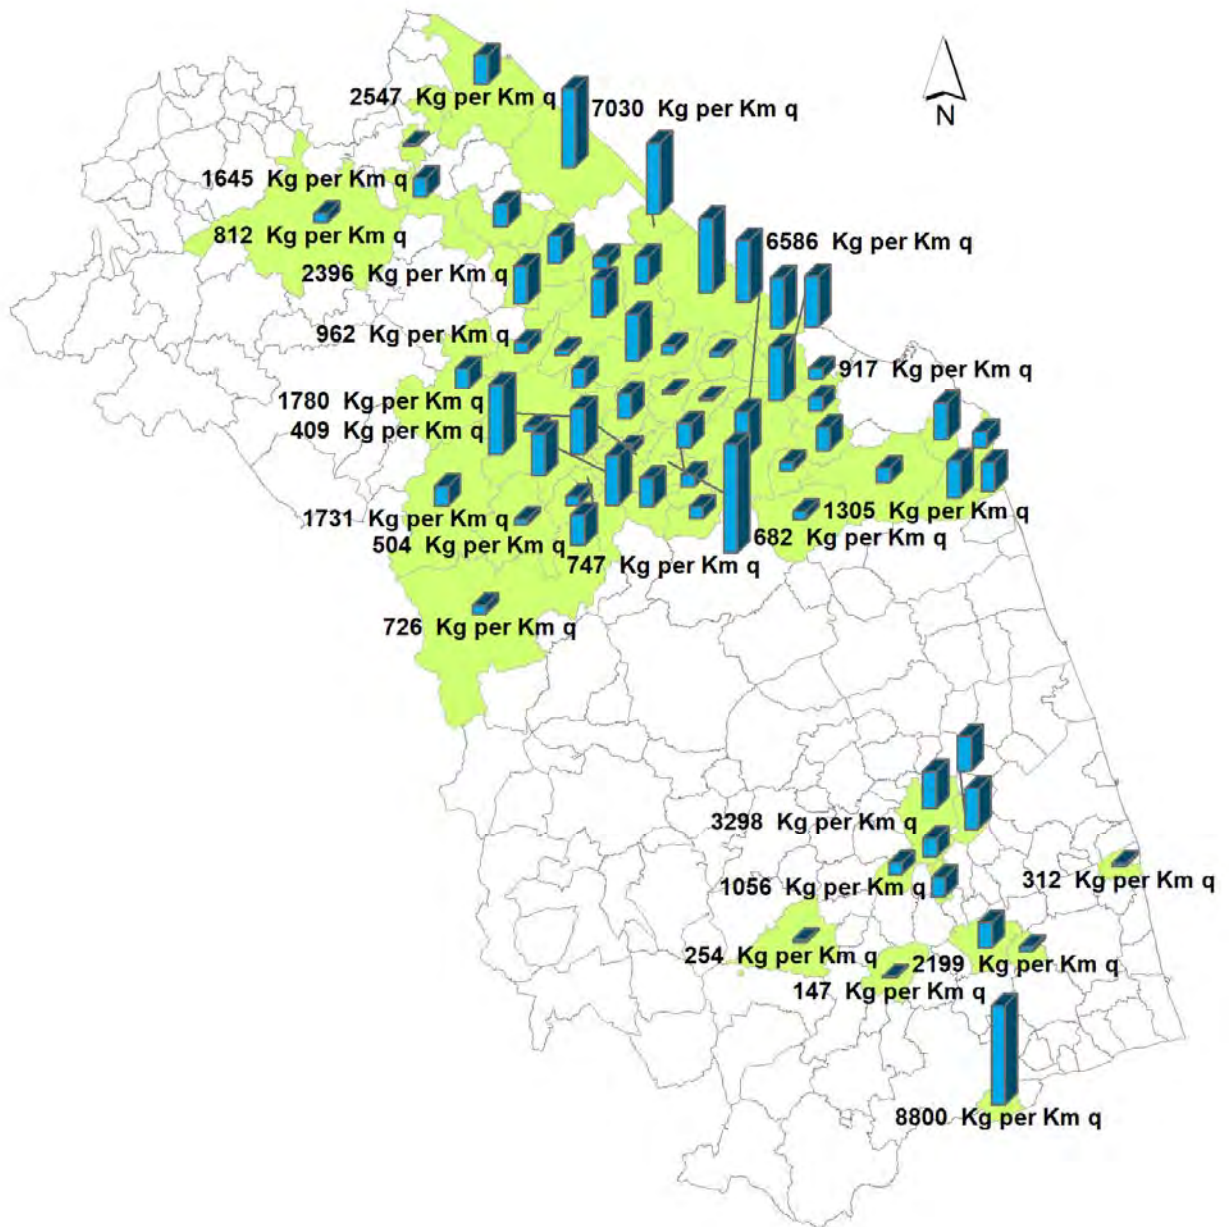 2547 Kg per Km q
7030 Kg per Km q
N
1645 Kg per Km q
812 Kg per Km q
6586 Kg per Km q
2396 Kg per Km q
962 Kg per Km q
917 Kg per Km q
1780 Kg per Km q
409 Kg per Km q
1731 Kg per Km q
1305 Kg per Km q
504 Kg per Km q
682 Kg per Km q
747 Kg per Km q
726 Kg per Km q
3298 Kg per Km q
1056 Kg per Km q
312 Kg per Km q
254 Kg per Km q
2199 Kg per Km q
147 Kg per Km q
8800 Kg per Km q